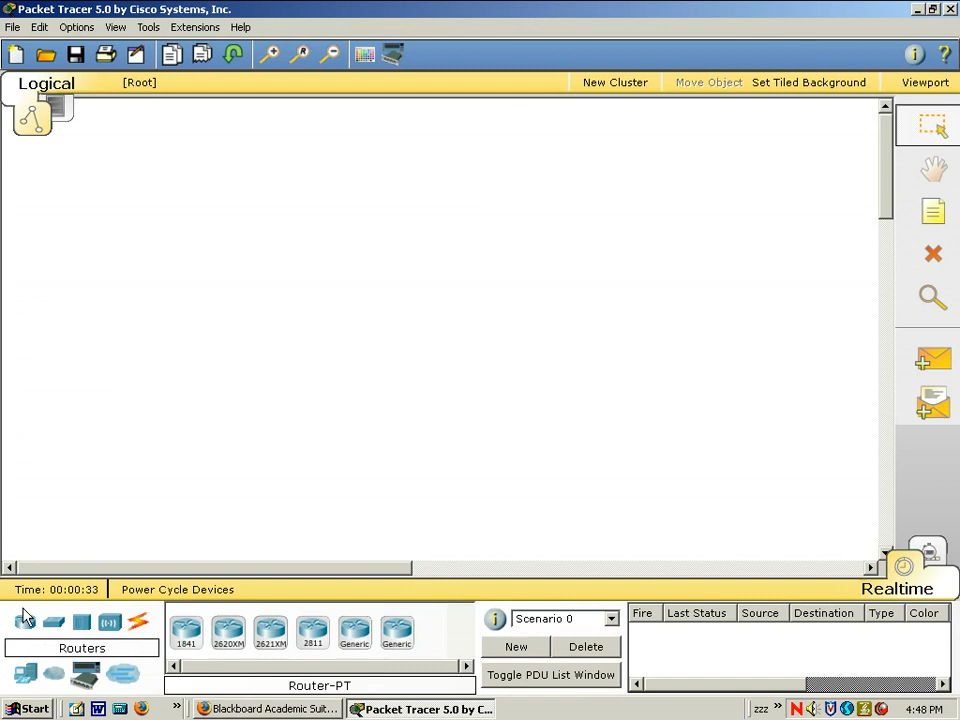 Packet Tracer 5.0 by Cisco Systems, Inc.
File Edit Options View Tools Extensions Help
Logical [Root] New Cluster Move Object Set Tiled Background Viewport
Time: 00:00:33 Power Cycle Devices Realtime
Routers
1841 2620XM 2621XM 2811 Generic Generic
Router-PT
Scenario 0
New Delete
Toggle PDU List Window
Fire Last Status Source Destination Type Color
Start Blackboard Academic Suit... Packet Tracer 5.0 by C... zzz 4:48 PM